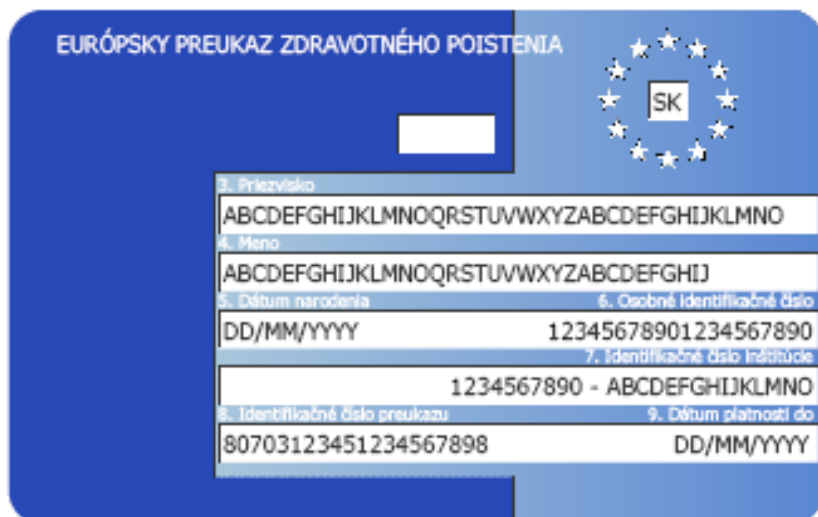 EURÓPSKY PREUKAZ ZDRAVOTNÉHO POISTENIA
SK
3. Priezvisko
ABCDEFGHIJKLMNOQRSTUVWXYZABCDEFGHIJKLMNO
4. Meno
ABCDEFGHIJKLMNOQRSTUVWXYZABCDEFGHIJ
5. Dátum narodenia 6. Osobné identifikačné číslo
DD/MM/YYYY 12345678901234567890
7. Identifikačné číslo inštitúcie
1234567890 - ABCDEFGHIJKLMNO
8. Identifikačné číslo preukazu 9. Dátum platnosti do
80703123451234567898 DD/MM/YYYY